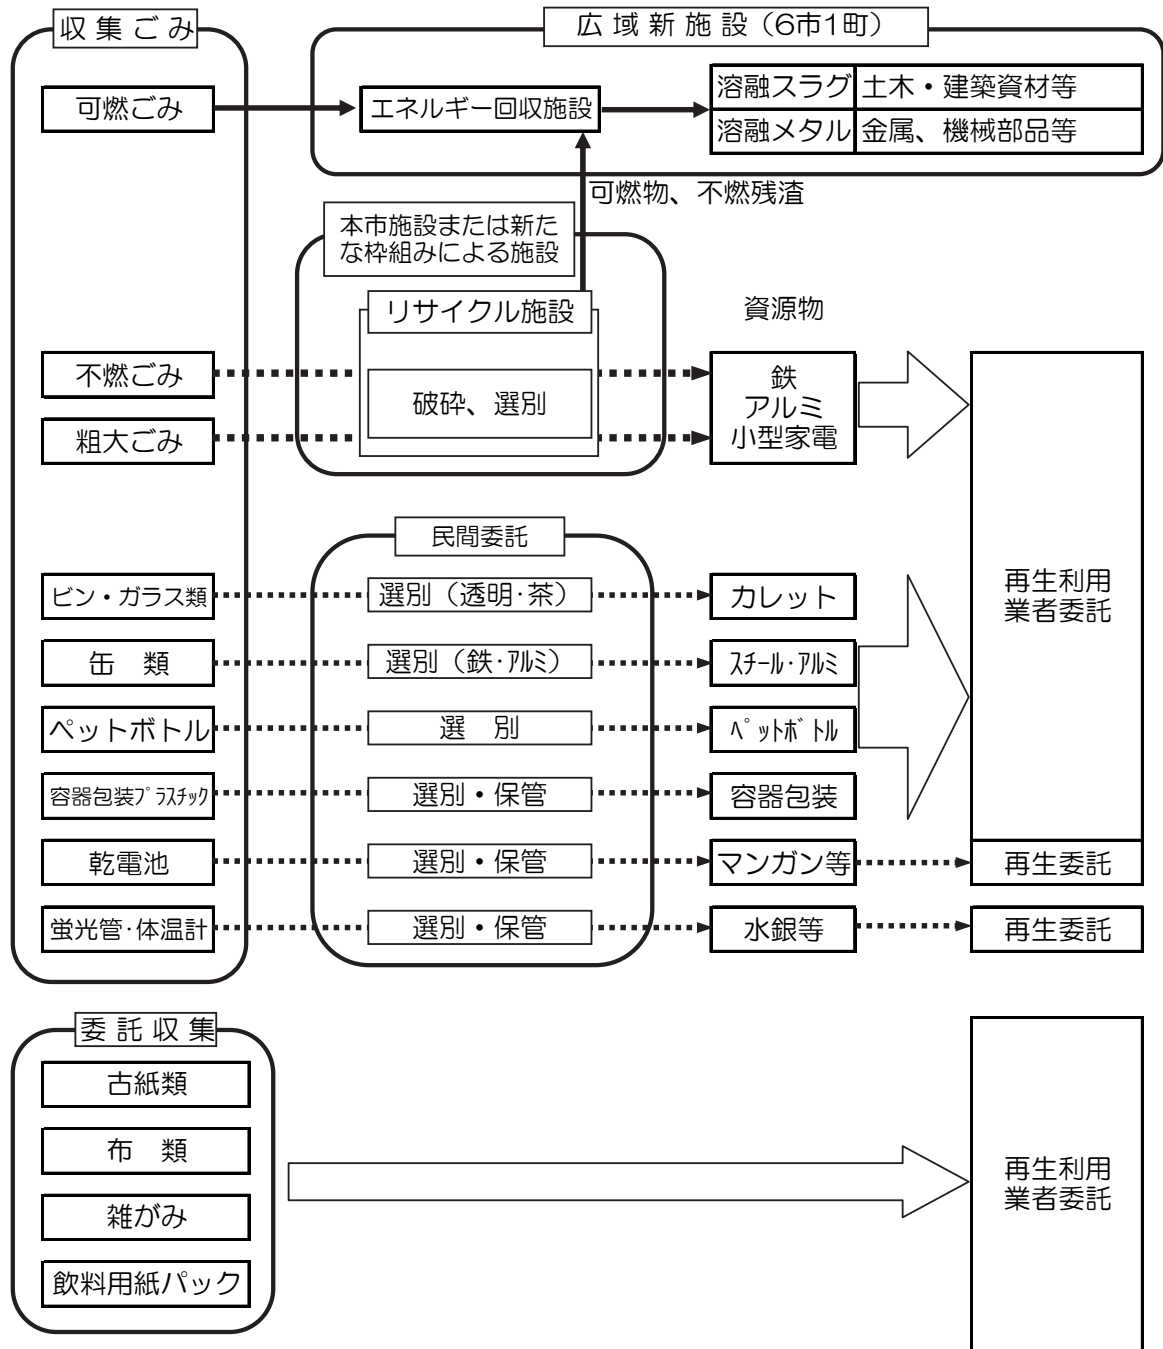 収 集 ご み
広 域 新 施 設（6市1町）
可燃ごみ
エネルギー回収施設
溶融スラグ 土木・建築資材等
溶融メタル 金属、機械部品等
可燃物、不燃残渣
本市施設または新た
な枠組みによる施設
リサイクル施設
資源物
不燃ごみ
粗大ごみ
破砕、選別
鉄
アルミ
小型家電
再生利用
業者委託
民間委託
ビン・ガラス類
選別（透明・茶）
カレット
缶　類
選別（鉄・ｱﾙﾐ）
ｽﾁｰﾙ・ｱﾙﾐ
ペットボトル
選　別
ﾍﾟｯﾄﾎﾞﾄﾙ
容器包装ﾌﾟﾗｽﾁｯｸ
選別・保管
容器包装
乾電池
選別・保管
マンガン等
再生委託
蛍光管・体温計
選別・保管
水銀等
再生委託
委 託 収 集
古紙類
布　類
雑がみ
飲料用紙パック
再生利用
業者委託